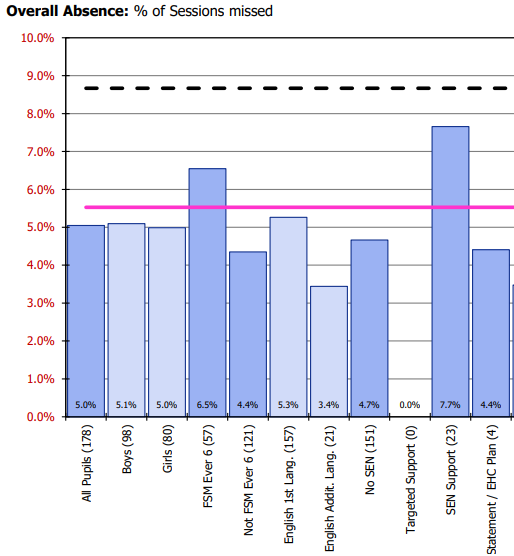 Overall Absence: % of Sessions missed
10.0%
9.0%
8.0%
7.0%
6.0%
5.0%
4.0%
3.0%
2.0%
1.0%
0.0%
5.0%
5.1%
5.0%
6.5%
4.4%
5.3%
3.4%
4.7%
0.0%
7.7%
4.4%
All Pupils (178)
Boys (98)
Girls (80)
FSM Ever 6 (57)
Not FSM Ever 6 (121)
English 1st Lang. (157)
English Addit. Lang. (21)
No SEN (151)
Targeted Support (0)
SEN Support (23)
Statement / EHC Plan (4)